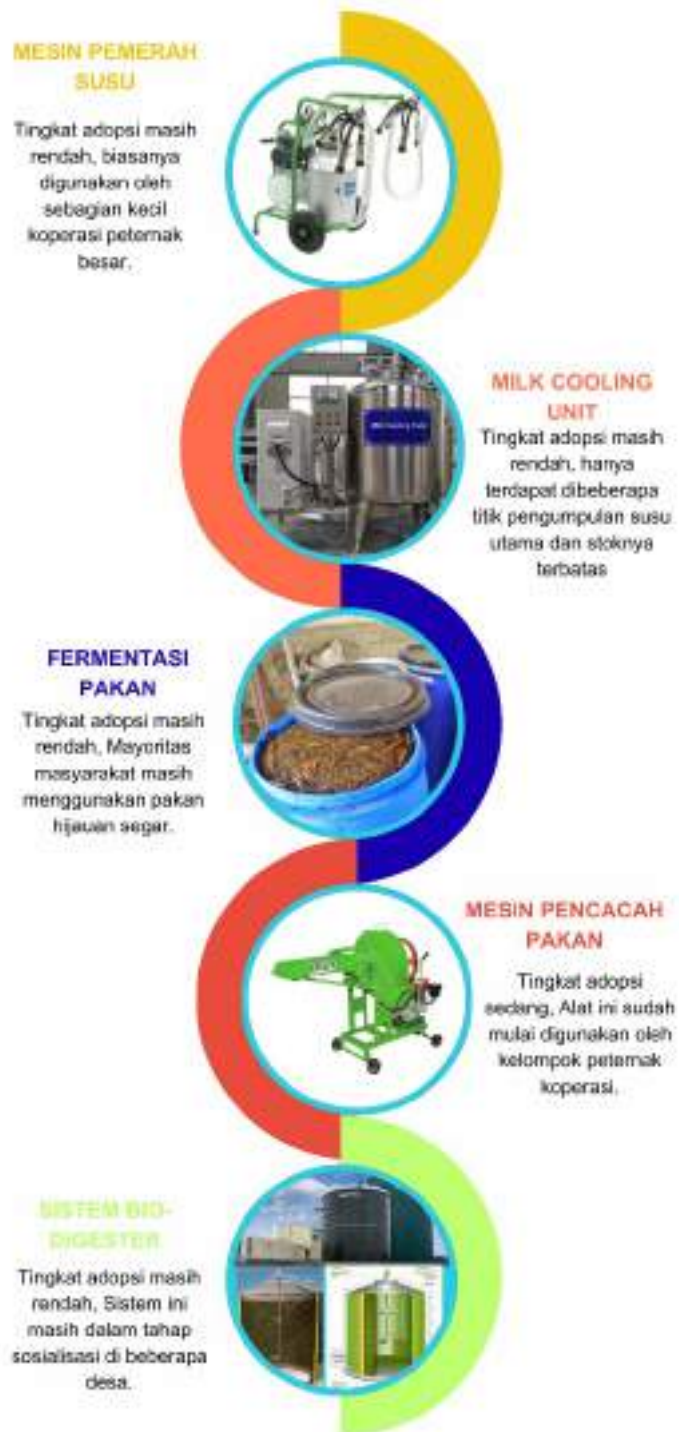 MESIN PEMERAH
SUSU
Tingkat adopsi masih
rendah, biasanya
digunakan oleh
sebagian kecil
koperasi peternak
besar.
MILK COOLING
UNIT
Tingkat adopsi masih
rendah, hanya
terdapat dibeberapa
titik pengumpulan susu
utama dan stoknya
terbatas
FERMENTASI
PAKAN
Tingkat adopsi masih
rendah, Mayoritas
masyarakat masih
menggunakan pakan
hijauan segar.
MESIN PENCACAH
PAKAN
Tingkat adopsi
sedang, Alat ini sudah
mulai digunakan oleh
kelompok peternak
koperasi.
SISTEM BIO-
DIGESTER
Tingkat adopsi masih
rendah, Sistem ini
masih dalam tahap
sosialisasi di beberapa
desa.